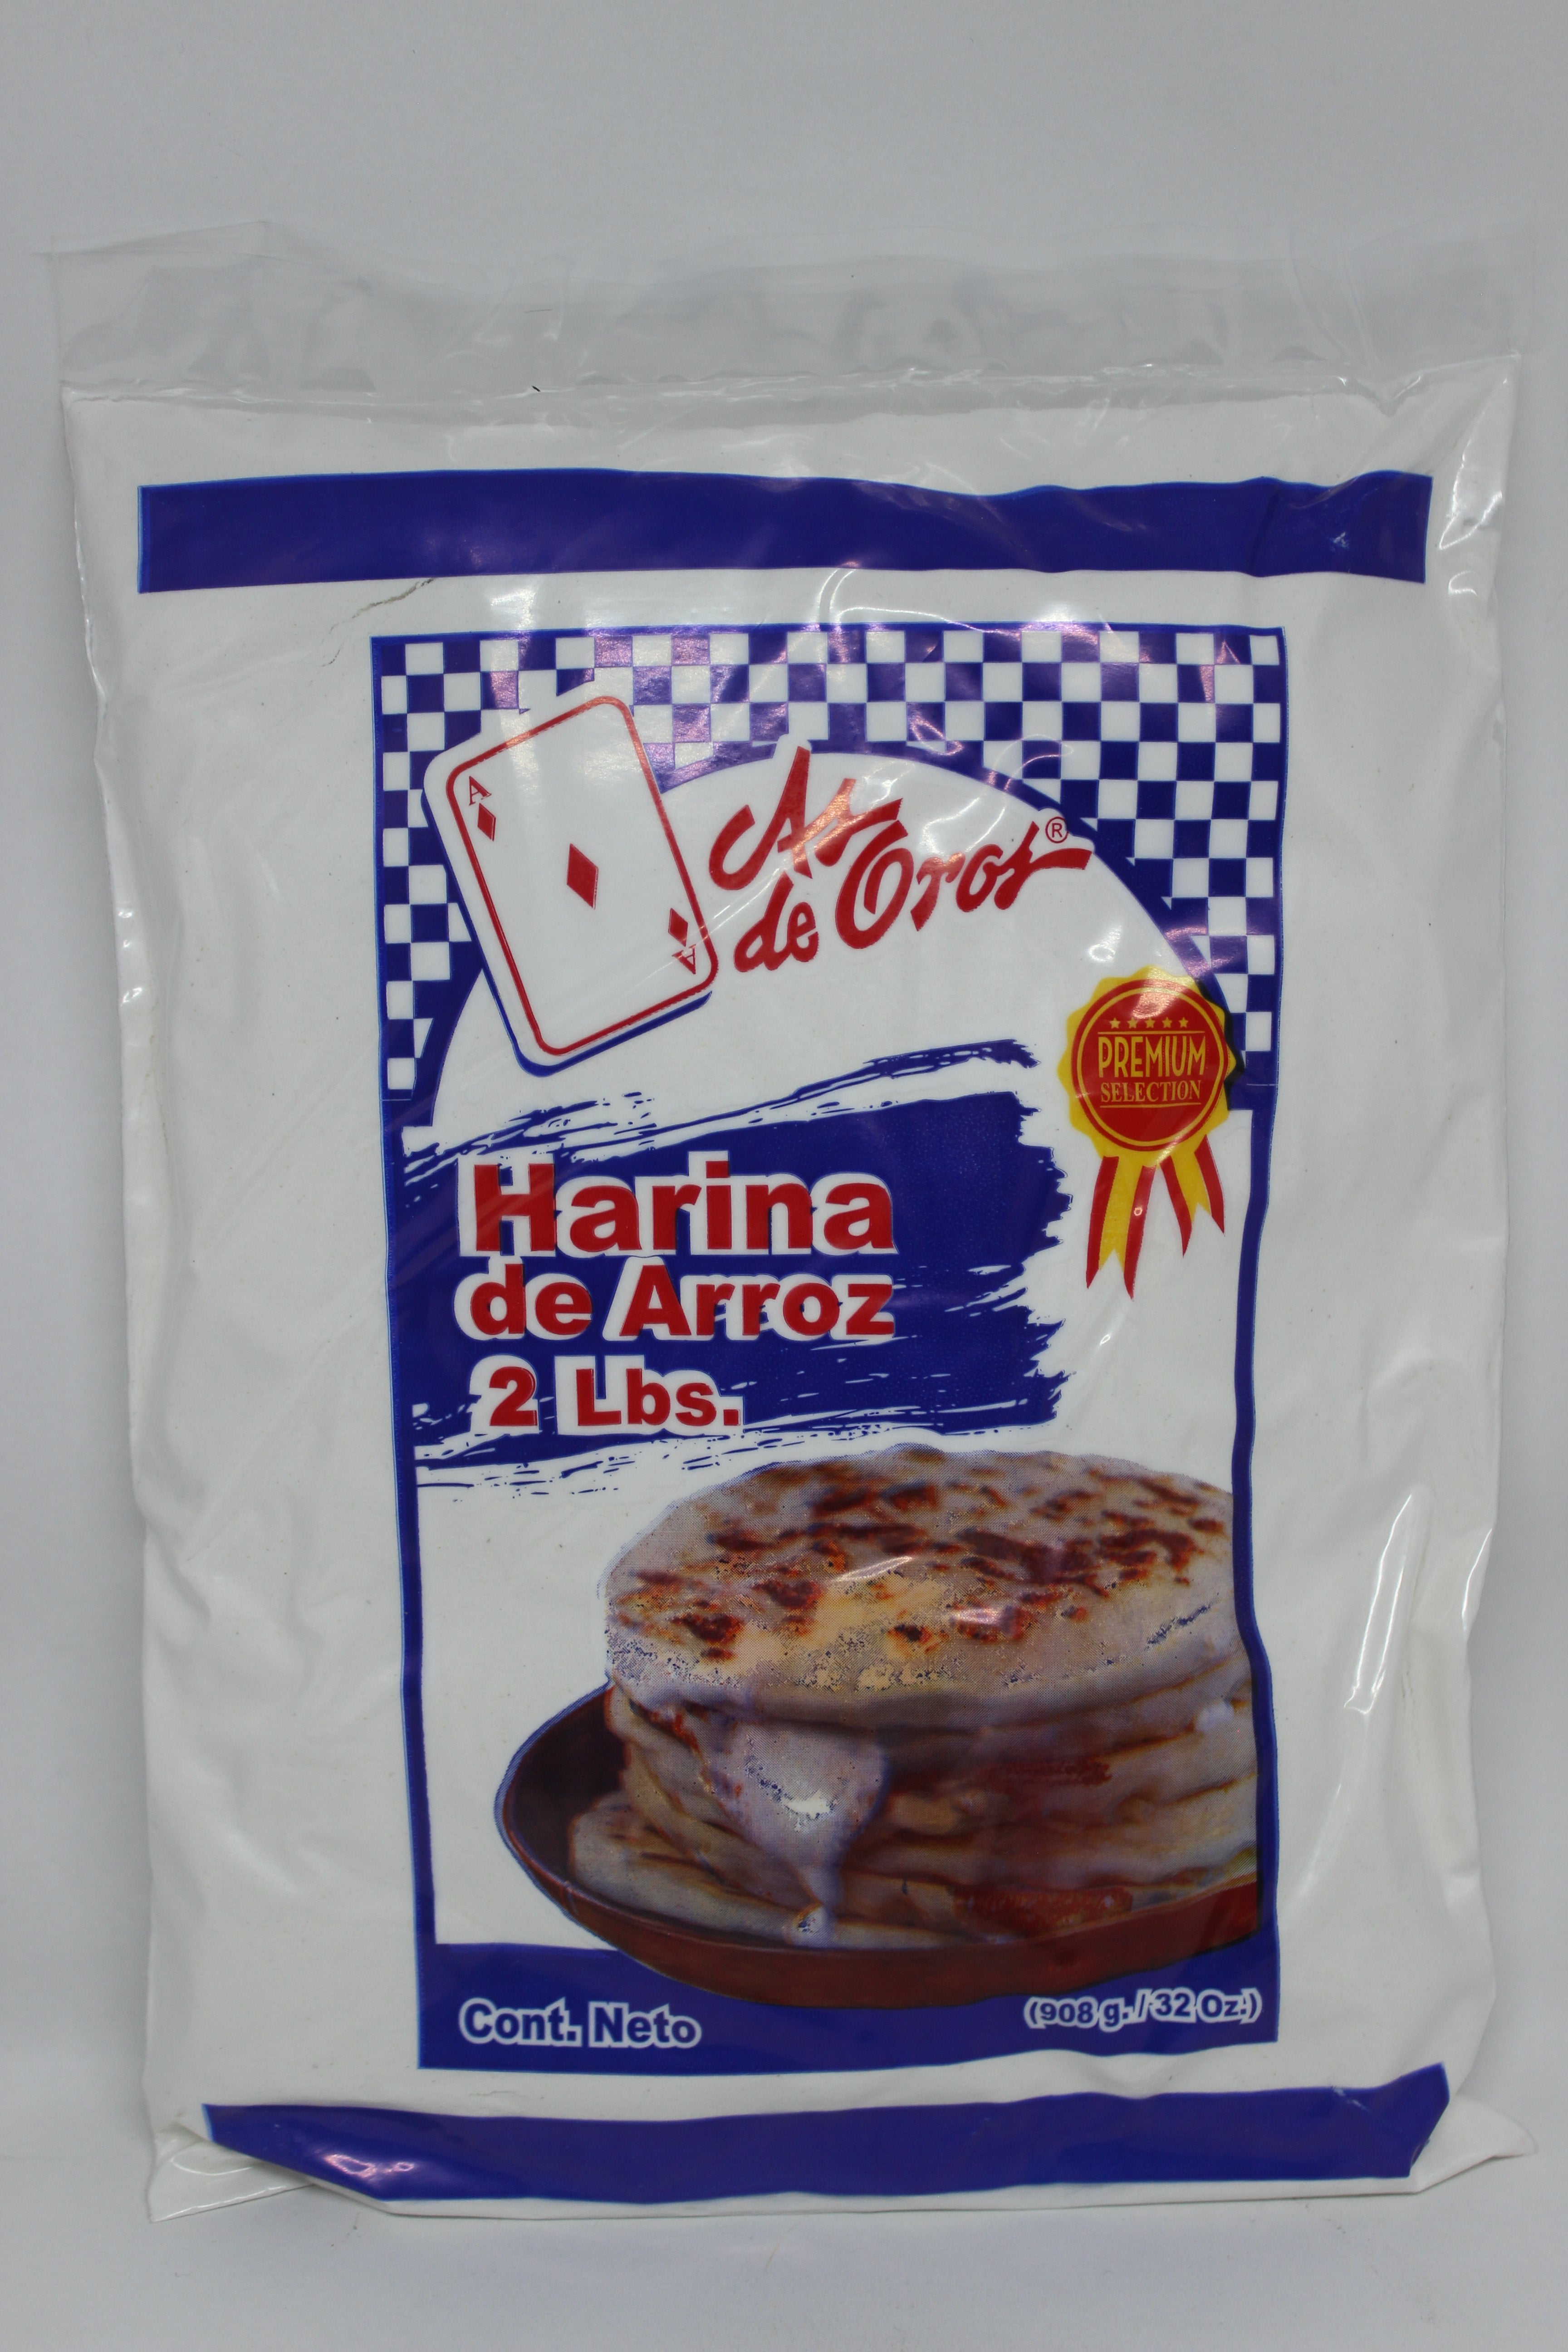 A
As
de Oros®
A
PREMIUM
SELECTION
Harina
de Arroz
2 Lbs.
Cont. Neto
(908 g. / 32 Oz.)